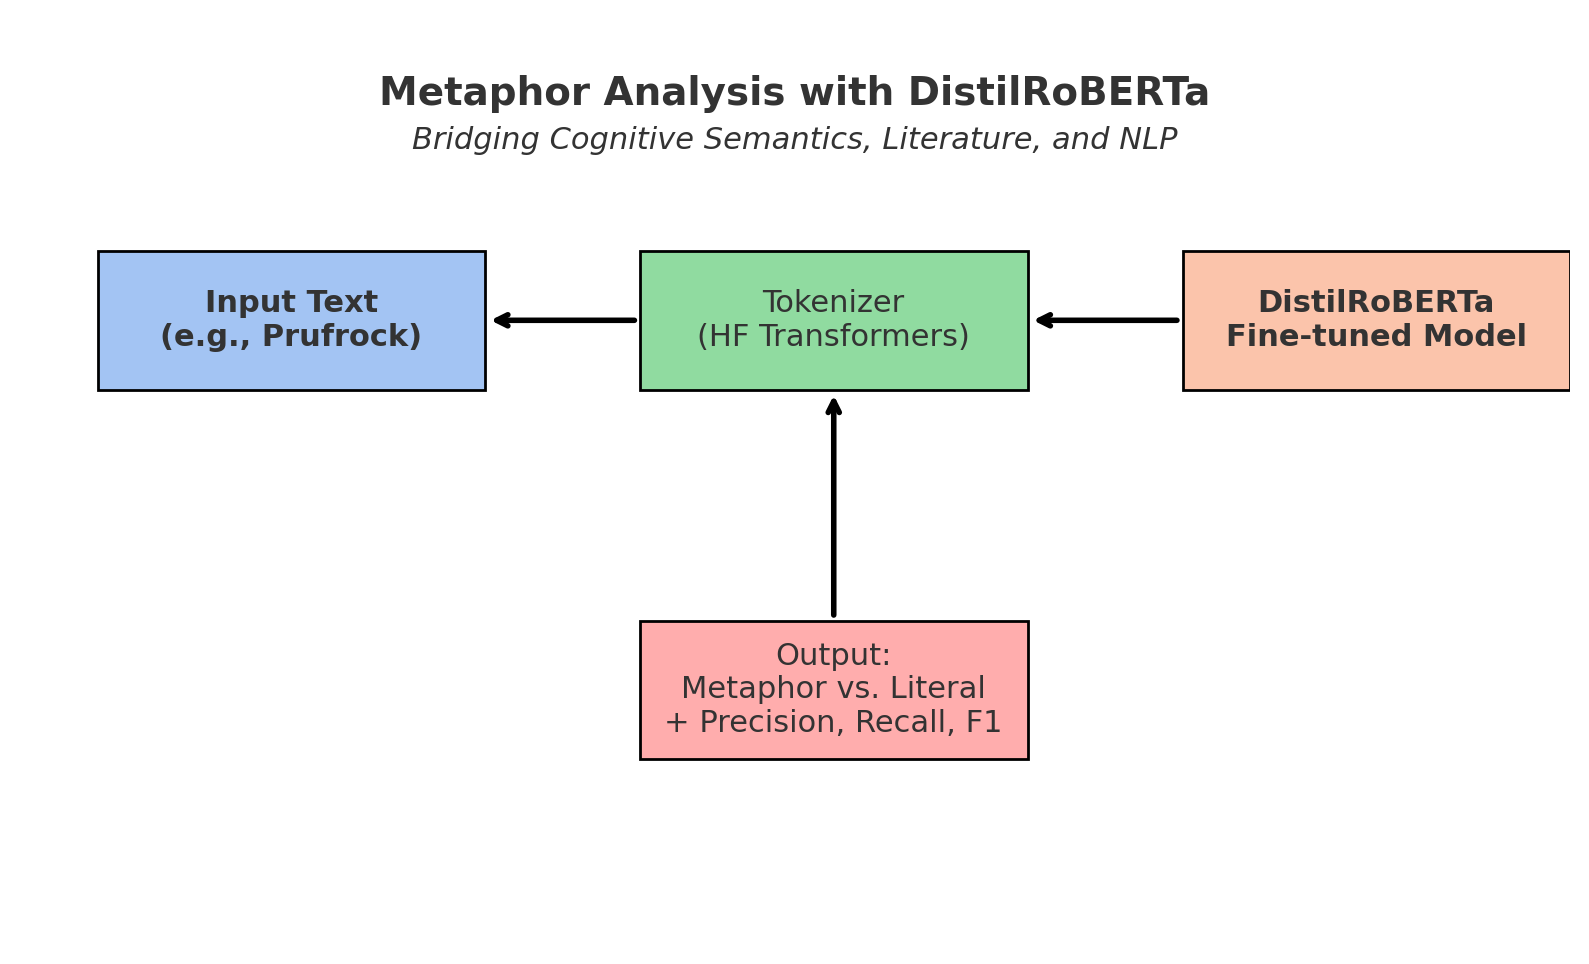 Metaphor Analysis with DistilRoBERTa
Bridging Cognitive Semantics, Literature, and NLP
Input Text
(e.g., Prufrock)
Tokenizer
(HF Transformers)
DistilRoBERTa
Fine-tuned Model
Output:
Metaphor vs. Literal
+ Precision, Recall, F1